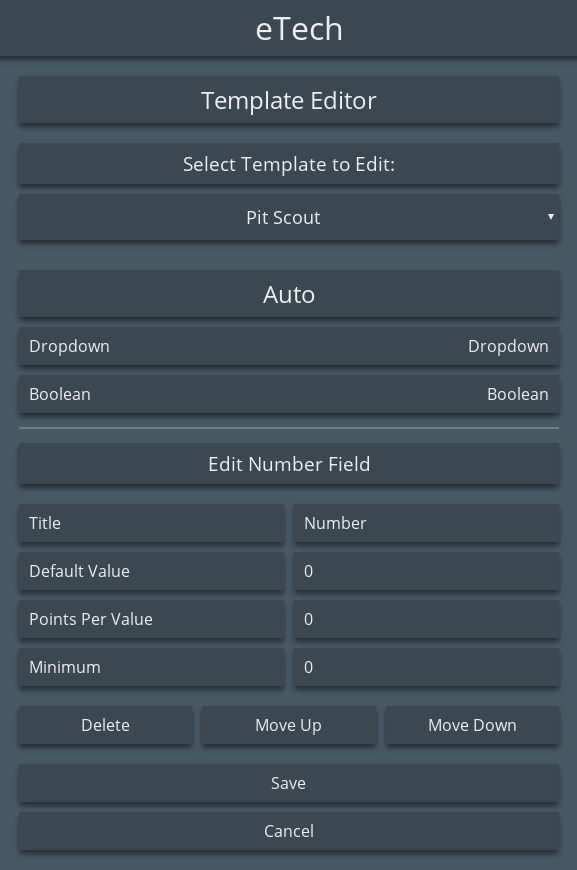 eTech
Template Editor
Select Template to Edit:
Pit Scout
Auto
Dropdown Dropdown
Boolean Boolean
Edit Number Field
Title Number
Default Value 0
Points Per Value 0
Minimum 0
Delete Move Up Move Down
Save
Cancel